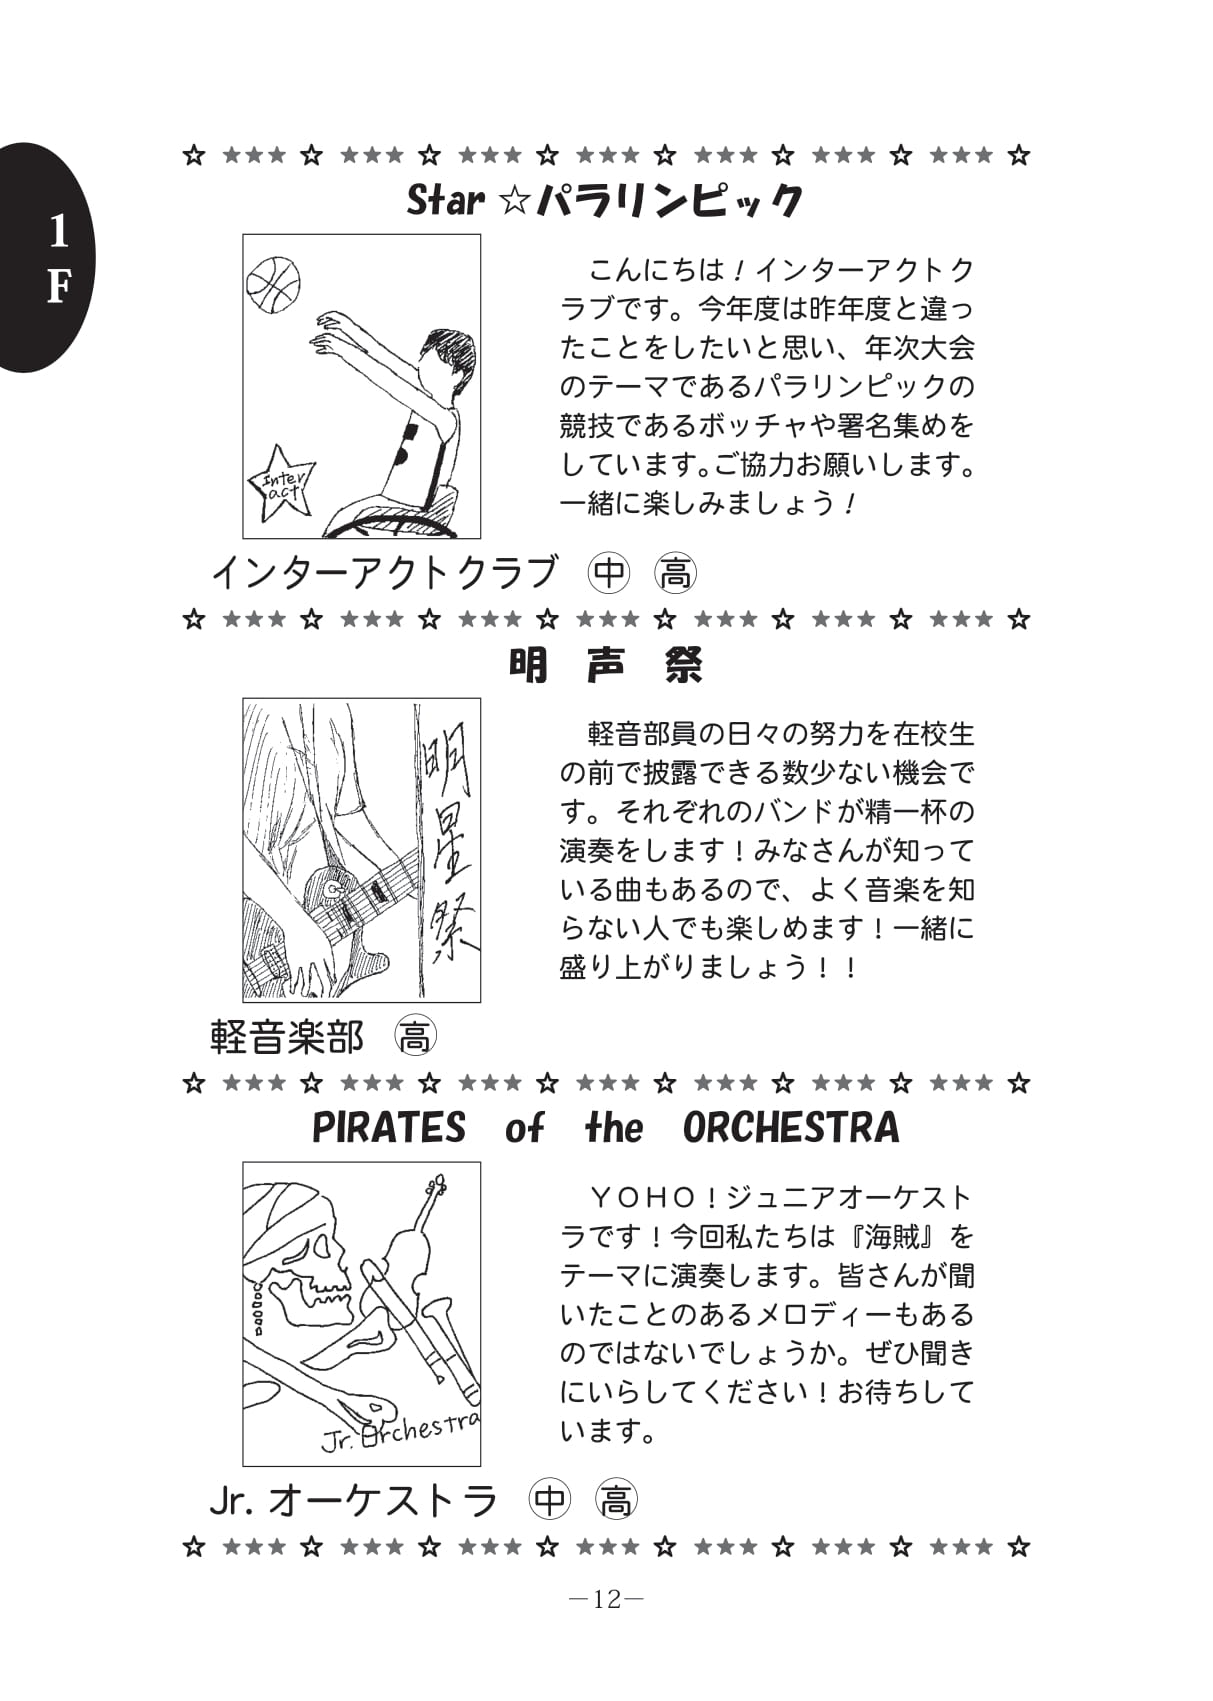 1
F
☆ ★★★ ☆ ★★★ ☆ ★★★ ☆ ★★★ ☆ ★★★ ☆ ★★★ ☆ ★★★ ☆
Star ☆パラリンピック
Inter
act
こんにちは！インターアクトク
ラブです。今年度は昨年度と違っ
たことをしたいと思い、年次大会
のテーマであるパラリンピックの
競技であるボッチャや署名集めを
しています。ご協力お願いします。
一緒に楽しみましょう！
インターアクトクラブ ㊥ 高
☆ ★★★ ☆ ★★★ ☆ ★★★ ☆ ★★★ ☆ ★★★ ☆ ★★★ ☆ ★★★ ☆
明 声 祭
明星祭
軽音部員の日々の努力を在校生
の前で披露できる数少ない機会で
す。それぞれのバンドが精一杯の
演奏をします！みなさんが知って
いる曲もあるので、よく音楽を知
らない人でも楽しめます！一緒に
盛り上がりましょう！！
軽音楽部 高
☆ ★★★ ☆ ★★★ ☆ ★★★ ☆ ★★★ ☆ ★★★ ☆ ★★★ ☆ ★★★ ☆
PIRATES of the ORCHESTRA
Jr. Orchestra
ＹＯＨＯ！ジュニアオーケスト
ラです！今回私たちは『海賊』を
テーマに演奏します。皆さんが聞
いたことのあるメロディーもある
のではないでしょうか。ぜひ聞き
にいらしてください！お待ちして
います。
Jr. オーケストラ ㊥ 高
☆ ★★★ ☆ ★★★ ☆ ★★★ ☆ ★★★ ☆ ★★★ ☆ ★★★ ☆ ★★★ ☆
―12―